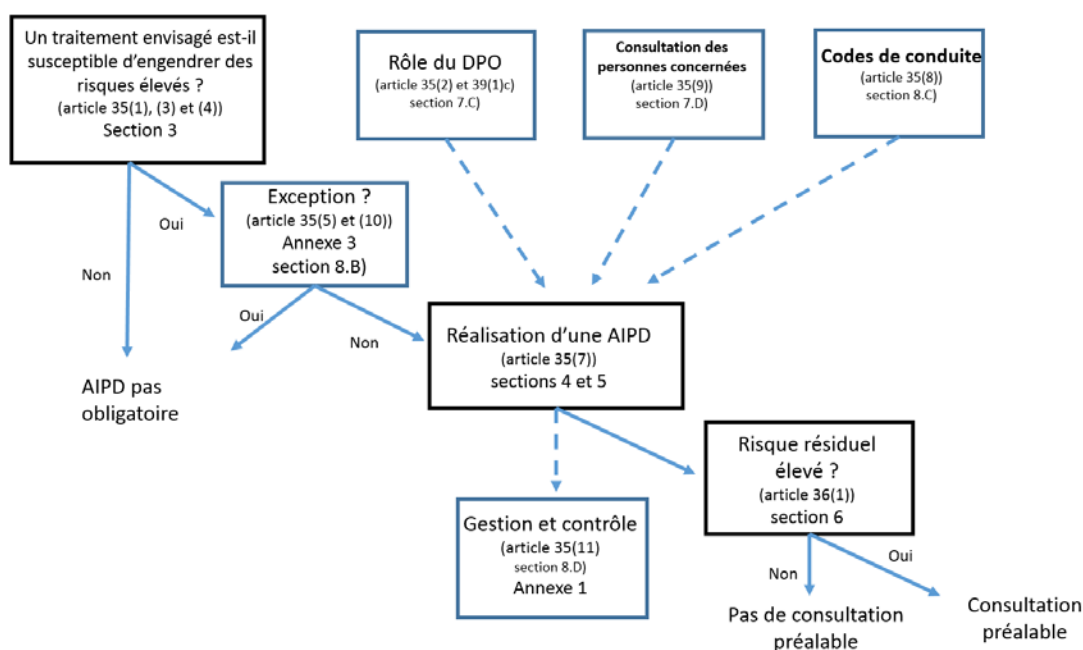 Un traitement envisagé est-il
susceptible d'engendrer des
risques élevés ?
(article 35(1), (3) et (4))
Section 3
Rôle du DPO
(article 35(2) et 39(1)c)
section 7.C)
Consultation des
personnes concernées
(article 35(9))
section 7.D)
Codes de conduite
(article 35(8))
section 8.C)
Oui
Non
Exception ?
(article 35(5) et (10))
Annexe 3
section 8.B)
Oui
Non
AIPD pas
obligatoire
Réalisation d'une AIPD
(article 35(7))
sections 4 et 5
Gestion et contrôle
(article 35(11)
section 8.D)
Annexe 1
Risque résiduel
élevé ?
(article 36(1))
section 6
Non
Oui
Pas de consultation
préalable
Consultation
préalable